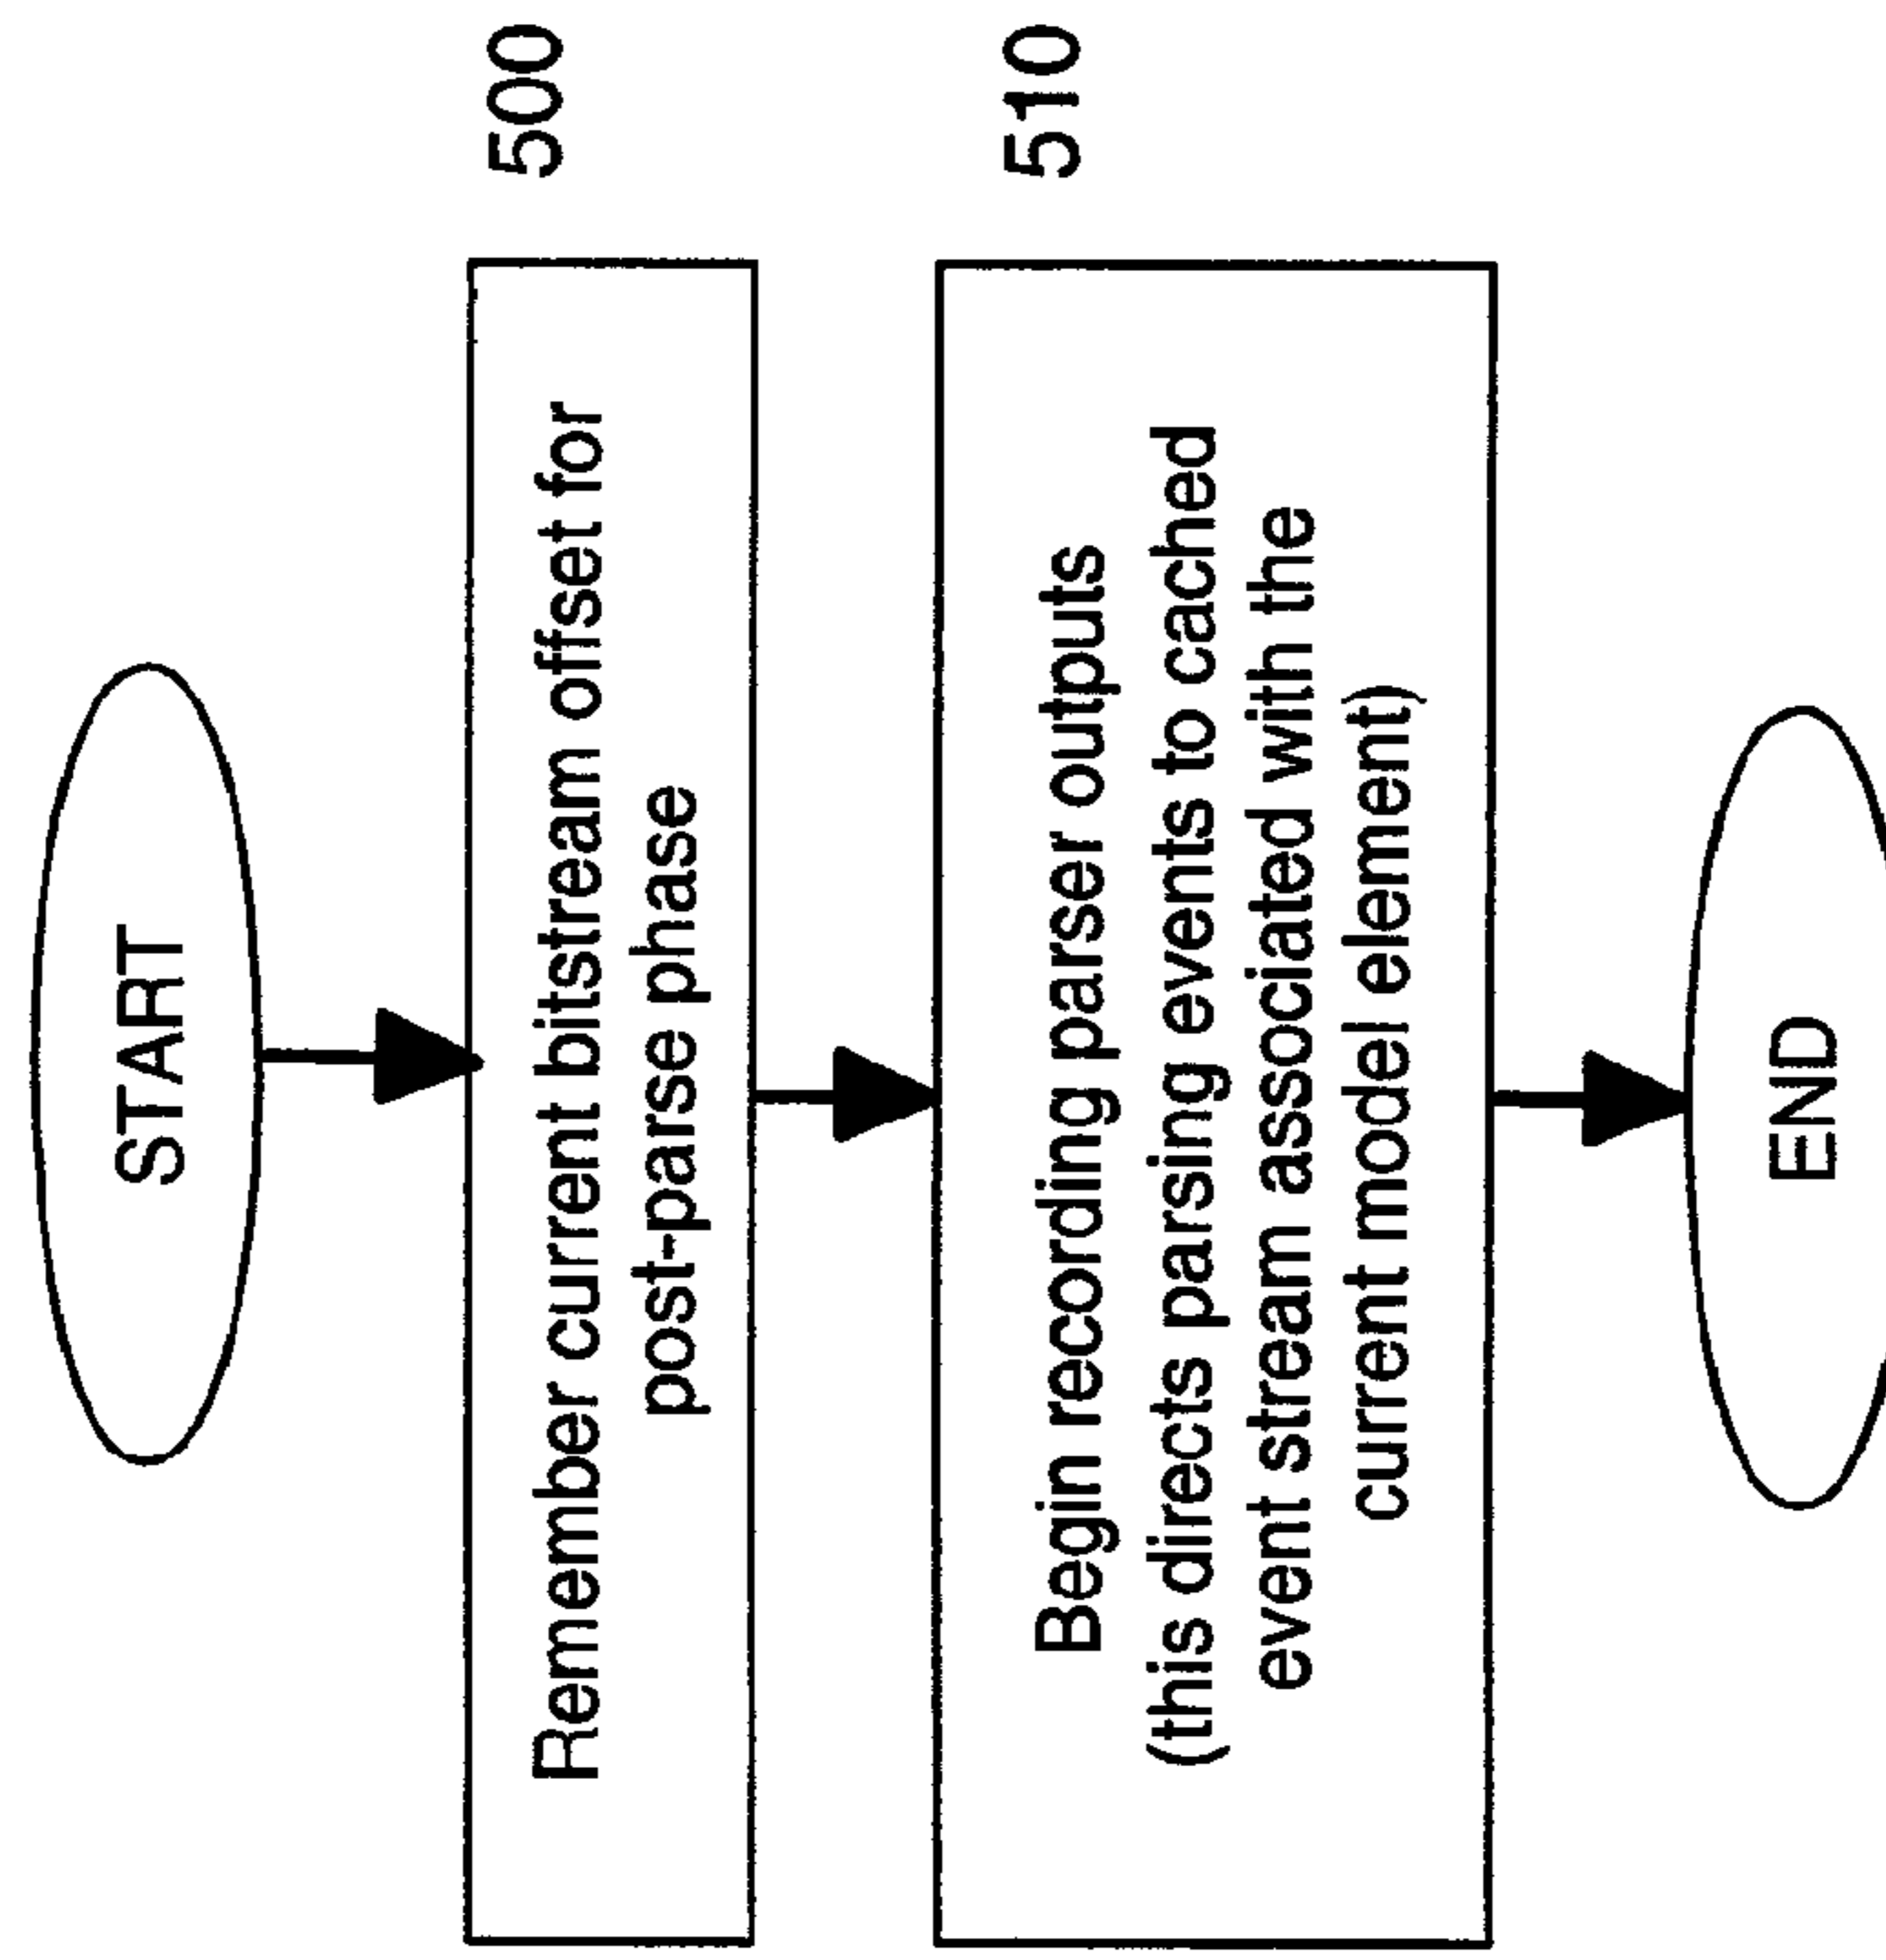 START
500
Remember current bitstream offset for
post-parse phase
510
Begin recording parser outputs
(this directs parsing events to cached
event stream associated with the
current model element)
END